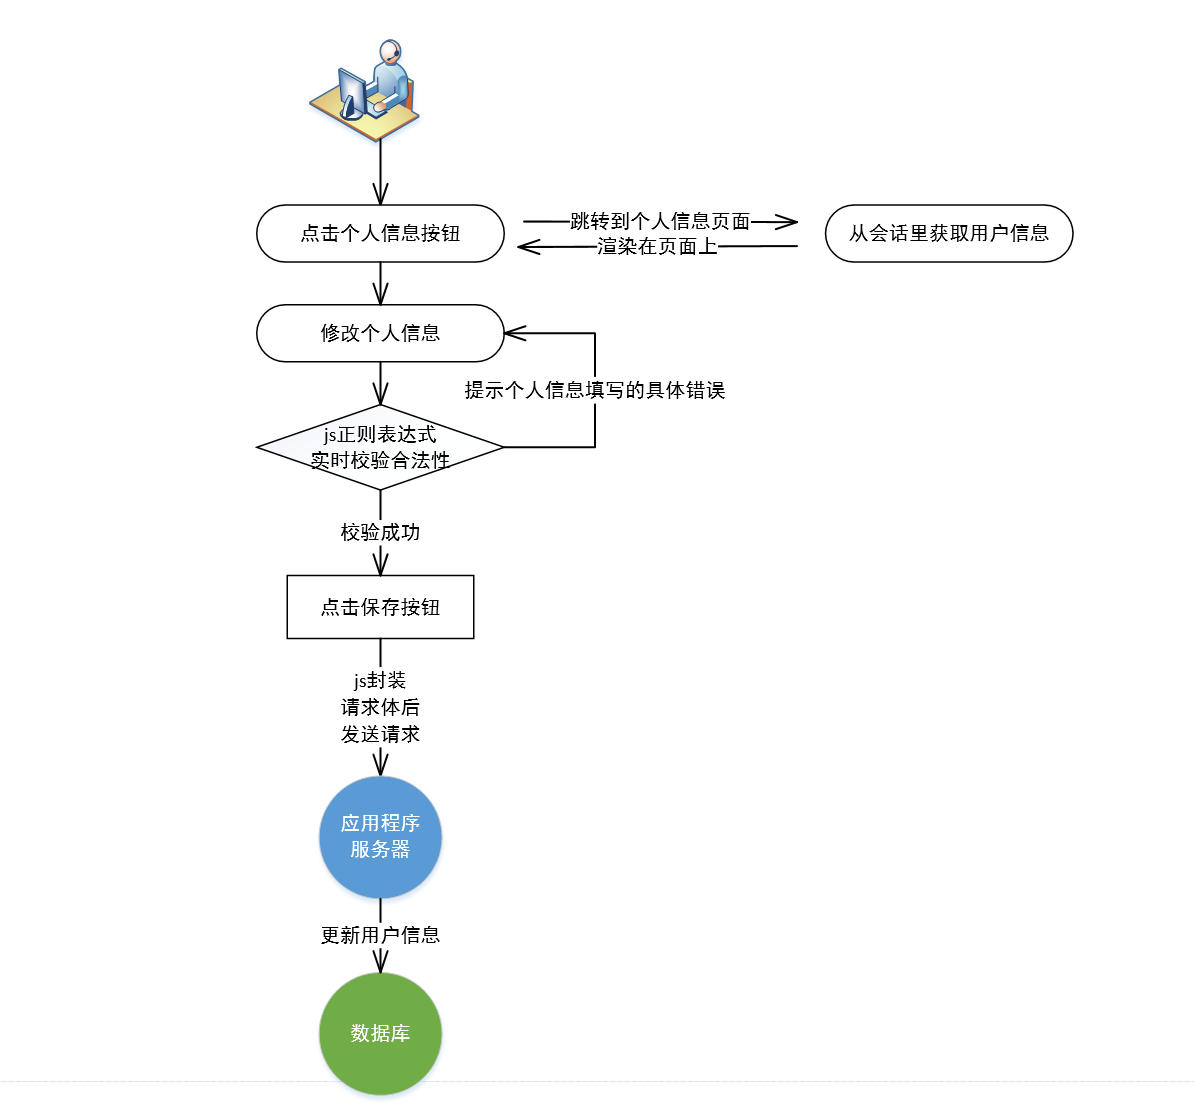 点击个人信息按钮
跳转到个人信息页面
渲染在页面上
从会话里获取用户信息
修改个人信息
提示个人信息填写的具体错误
js正则表达式
实时校验合法性
校验成功
点击保存按钮
js封装
请求体后
发送请求
应用程序
服务器
更新用户信息
数据库